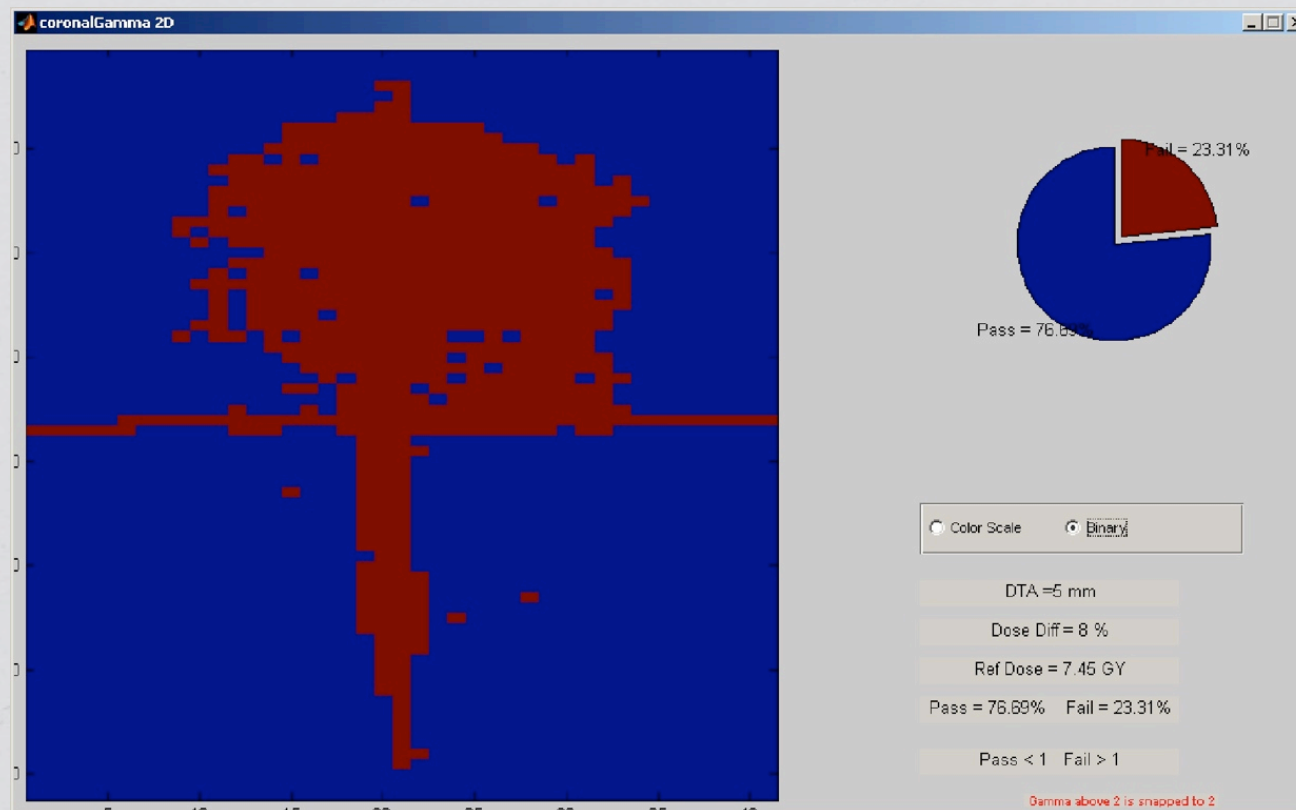 coronalGamma 2D
Fail = 23.31%
Pass = 76.69%
Color Scale
Binary
DTA =5 mm
Dose Diff = 8 %
Ref Dose = 7.45 GY
Pass = 76.69% Fail = 23.31%
Pass < 1 Fail > 1
Gamma above 2 is snapped to 2